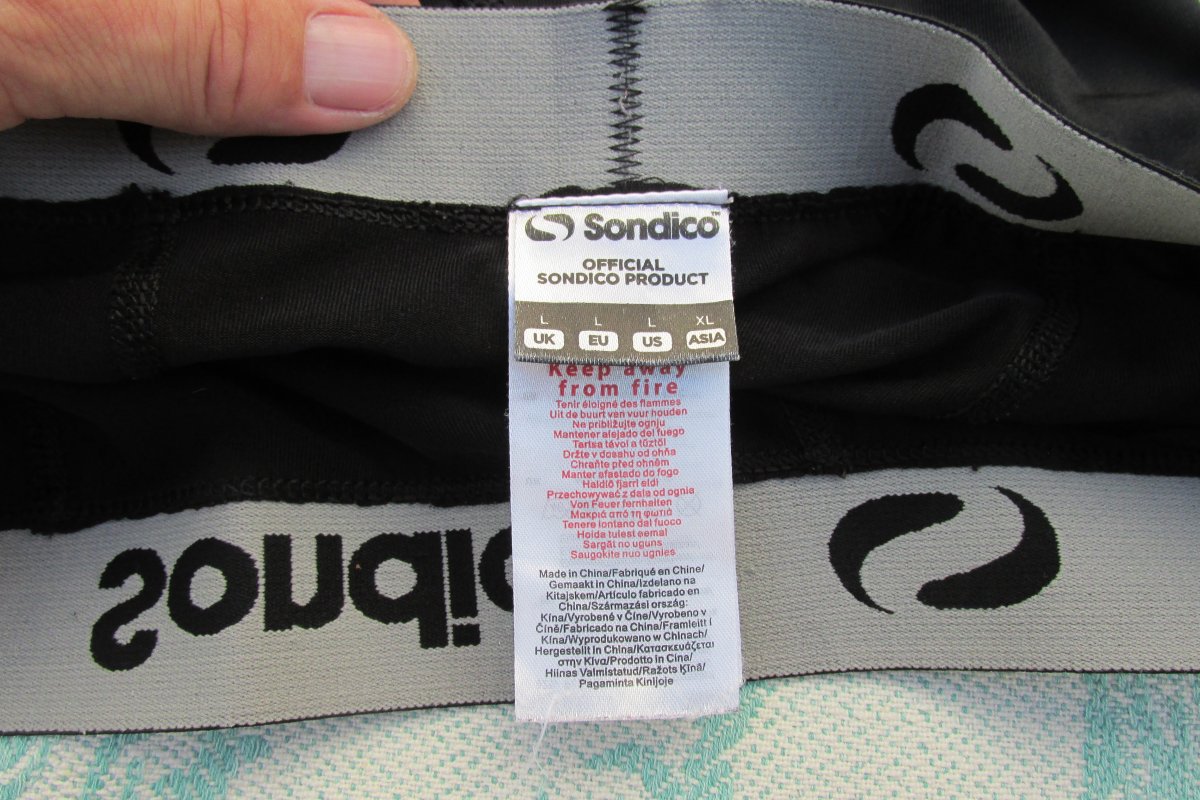 Sondico™
OFFICIAL
SONDICO PRODUCT
L L L XL
UK EU US ASIA
Keep away
from fire
Tenir éloigné des flammes
Uit de buurt van vuur houden
Ne približujte ognju
Mantener alejado del fuego
Tartsa távol a tűztől
Držte v dosahu od ohňa
Chraňte před ohněm
Manter afastado do fogo
Haldið fjarri eldi
Przechowywać z dala od ognia
Von Feuer fernhalten
Μακριά από τη φωτιά
Tenere lontano dal fuoco
Hoida tulest eemal
Sargāt no uguns
Saugokite nuo ugnies
Made in China/Fabriqué en Chine/
Gemaakt in China/Izdelano na
Kitajskem/Artículo fabricado en
China/Származási ország:
Kína/Vyrobené v Číne/Vyrobeno v
Číně/Fabricado na China/Framleitt í
Kína/Wyprodukowano w Chinach/
Hergestellt in China/Κατασκευάζεται
στην Κίνα/Prodotto in Cina/
Hiinas Valmistatud/Ražots Ķīnā/
Pagaminta Kinijoje
Sondi